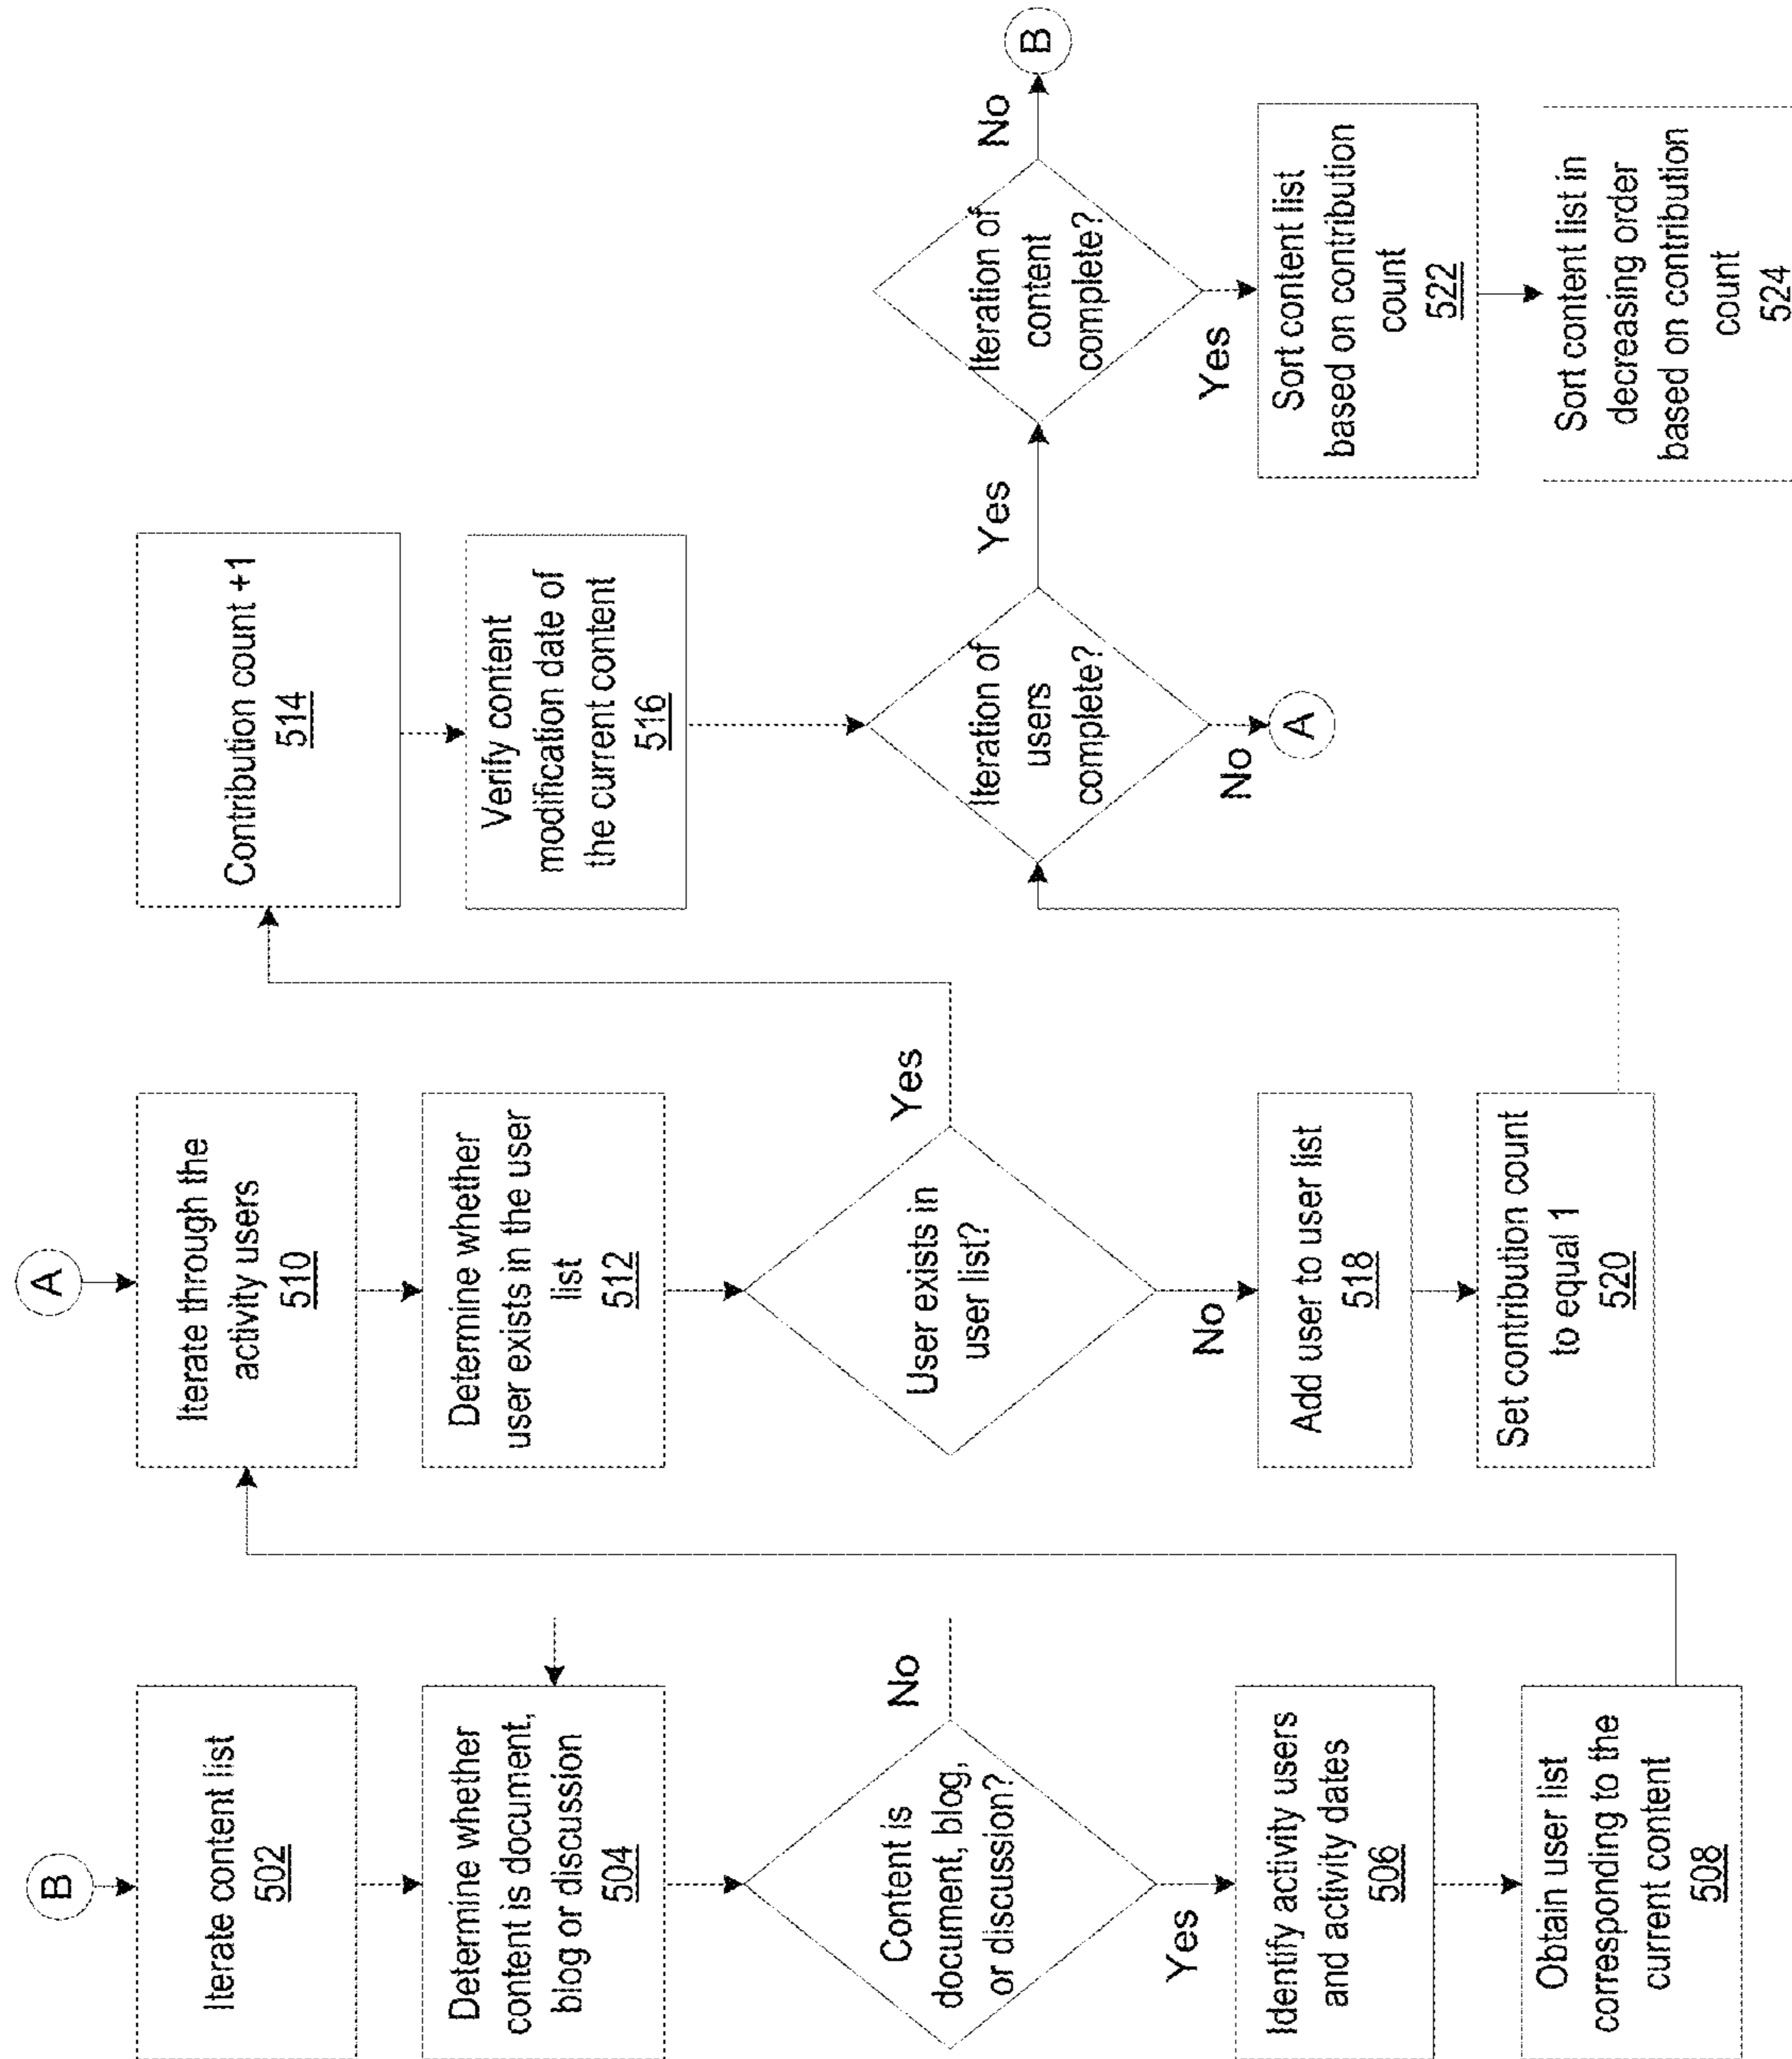 B
Iterate content list
502
Determine whether
content is document,
blog or discussion
504
Content is
document, blog,
or discussion?
No
Yes
Identify activity users
and activity dates
506
Obtain user list
corresponding to the
current content
508
A
Iterate through the
activity users
510
Determine whether
user exists in the user
list
512
User exists in
user list?
Yes
No
Add user to user list
518
Set contribution count
to equal 1
520
Contribution count +1
514
Verify content
modification date of
the current content
516
Iteration of
users
complete?
Yes
No
A
Iteration of
content
complete?
No
B
Yes
Sort content list
based on contribution
count
522
Sort content list in
decreasing order
based on contribution
count
524